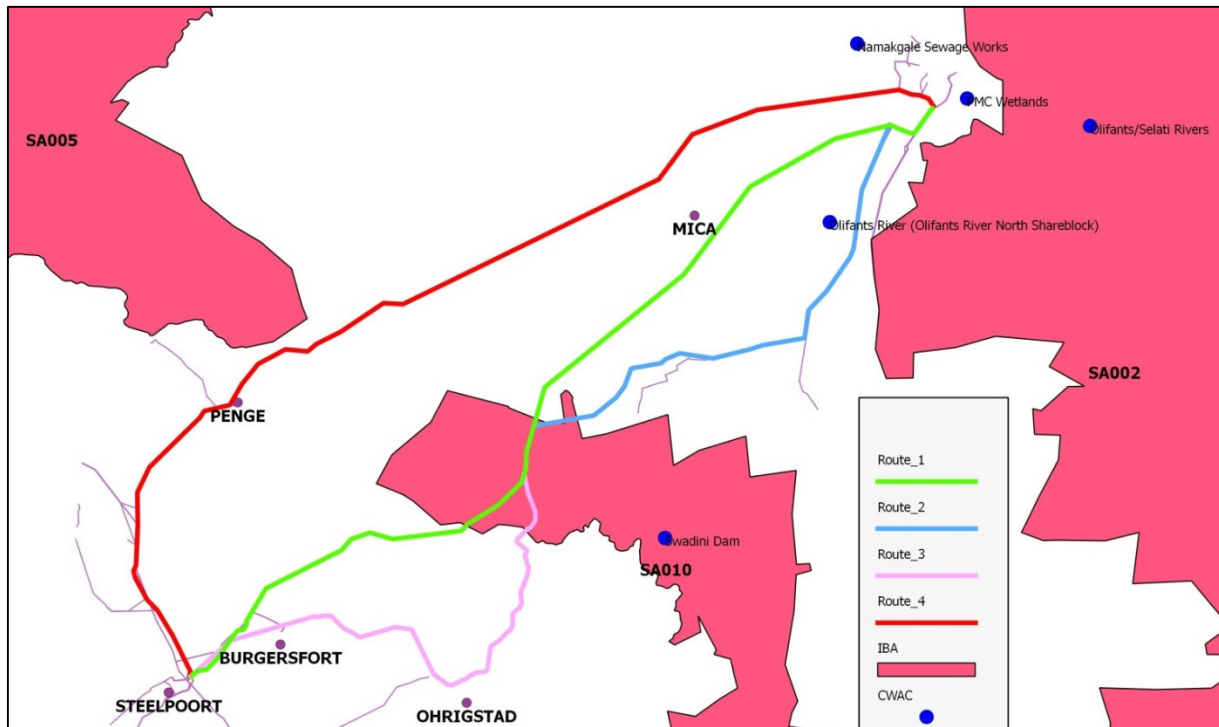 Namakgale Sewage Works
PMC Wetlands
Olifants/Selati Rivers
SA005
MICA
Olifants River (Olifants River North Shareblock)
SA002
PENGE
Swadini Dam
SA010
BURGERSFORT
STEELPOORT
OHRIGSTAD
Route_1
Route_2
Route_3
Route_4
IBA
CWAC